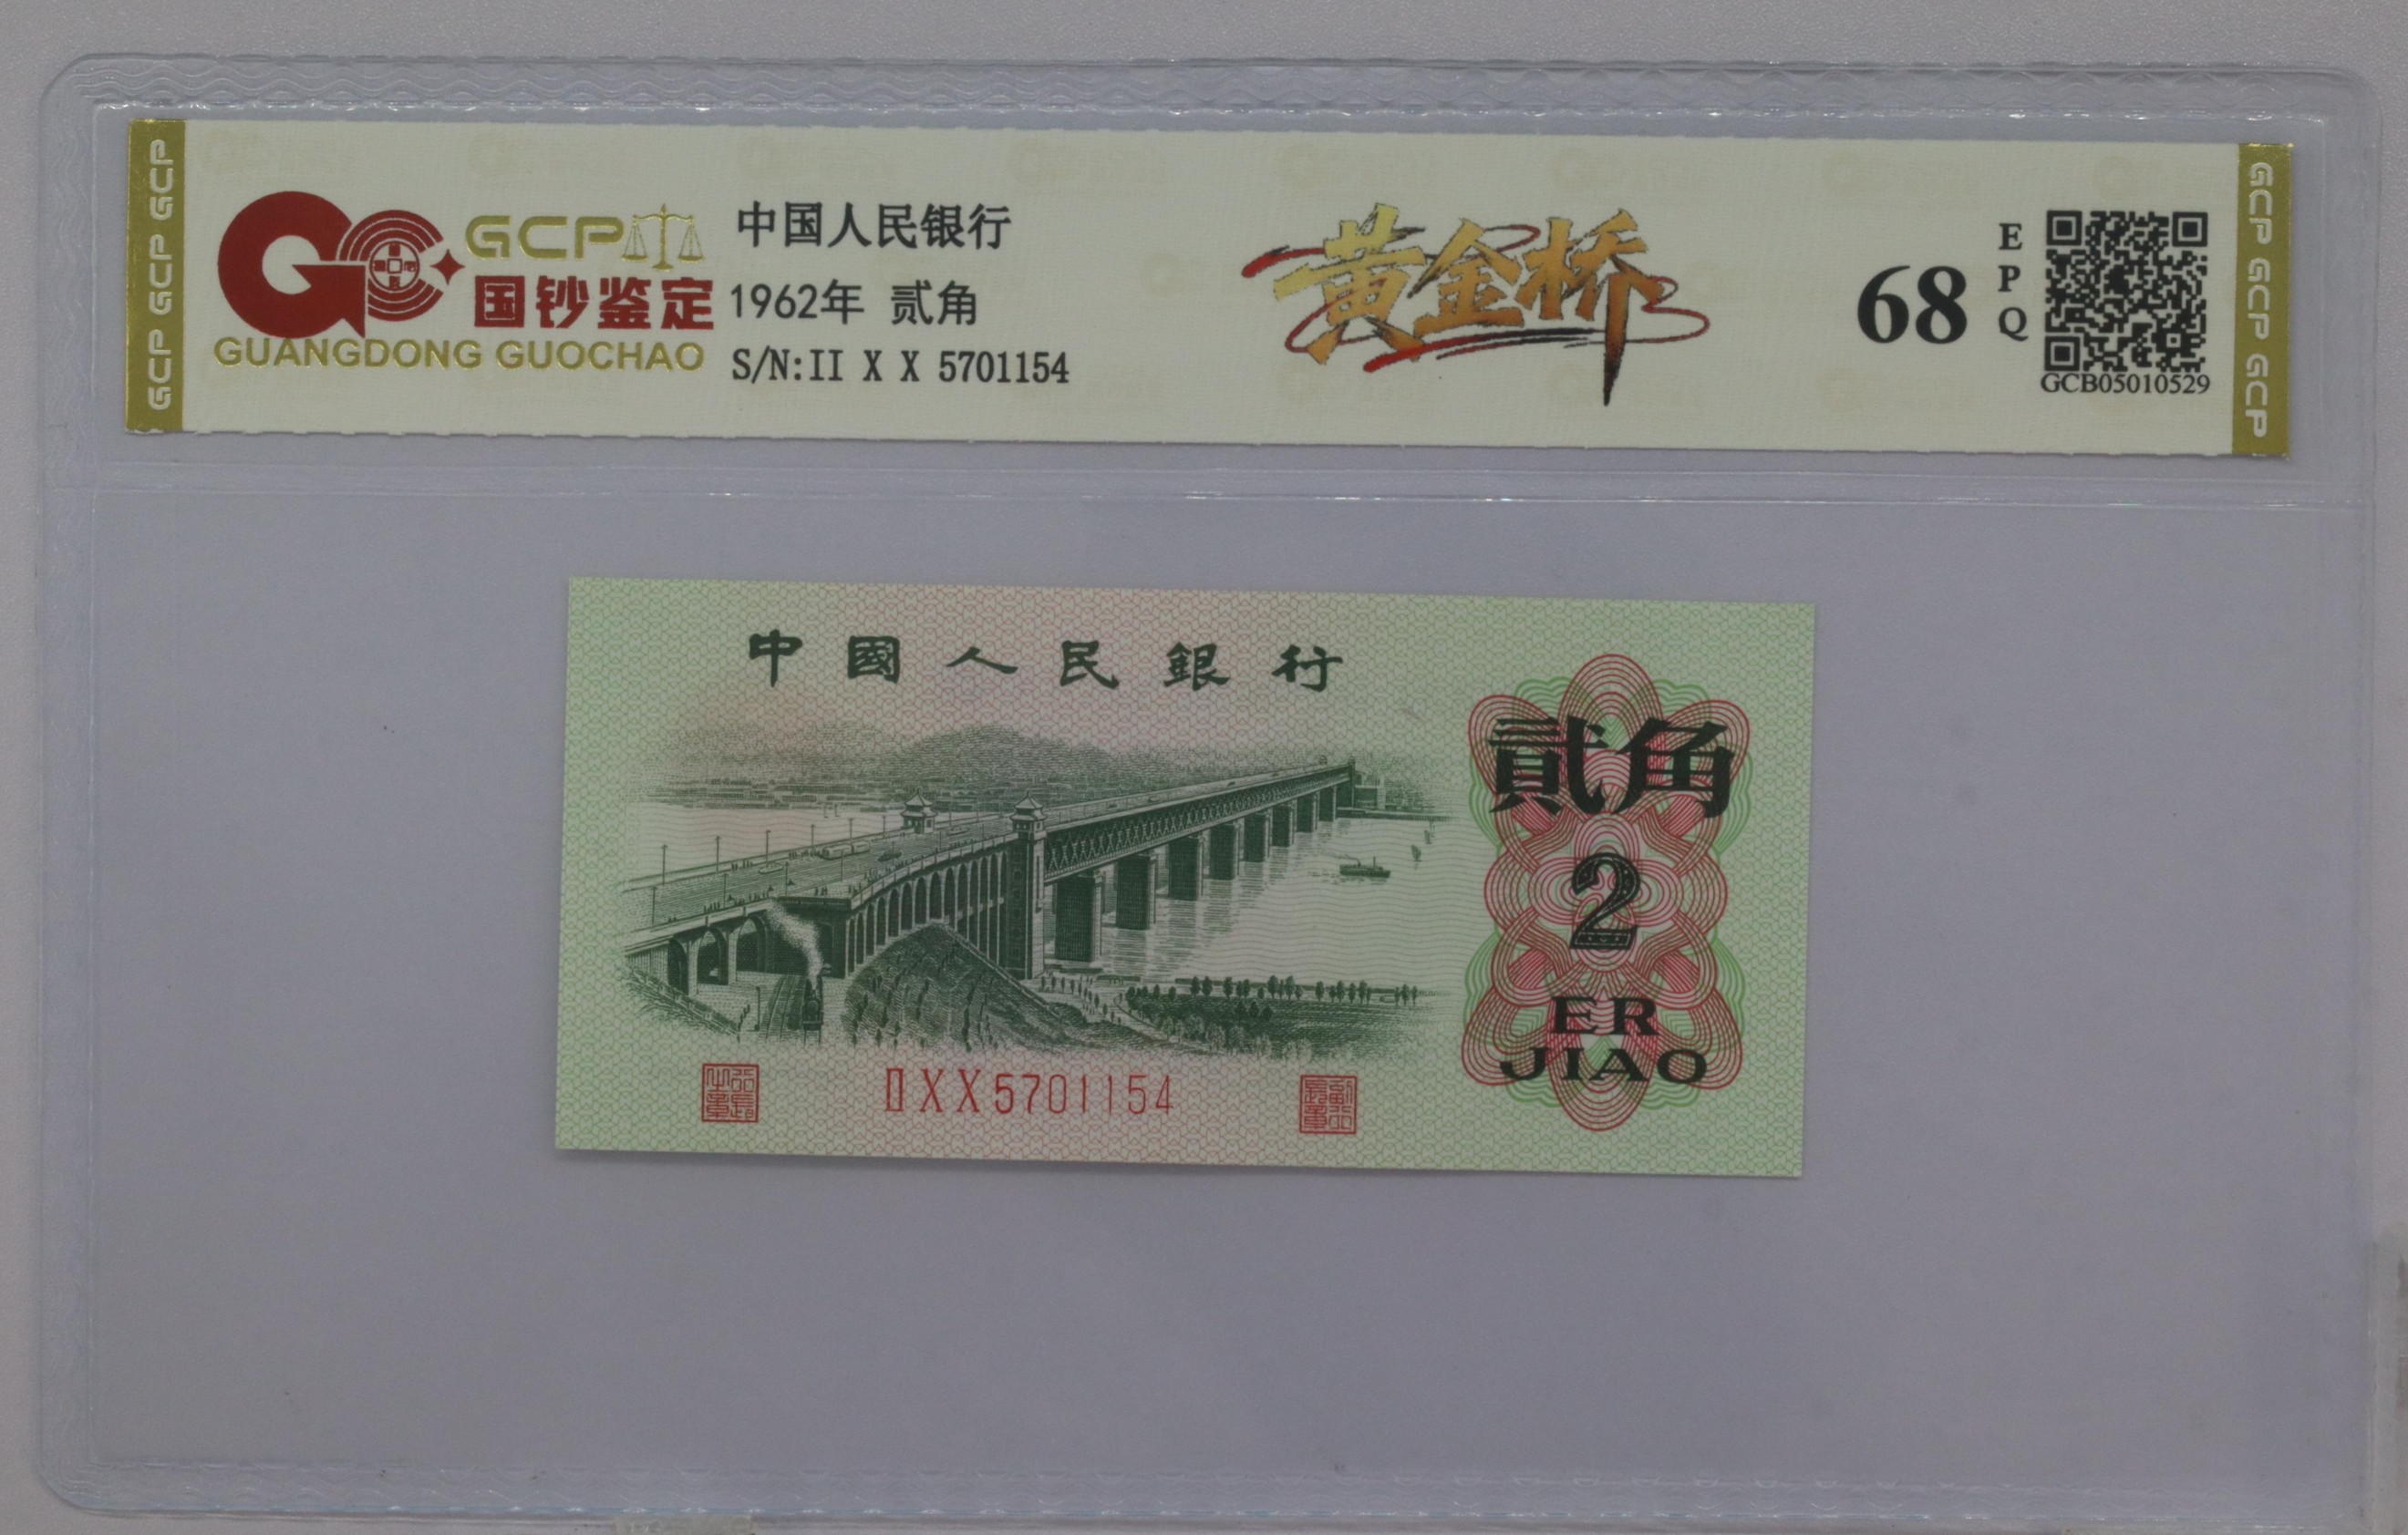 GCP GCP GCP
GCP
国钞鉴定
GUANGDONG GUOCHAO
中国人民银行
1962年 贰角
S/N:II X X 5701154
黄金桥
68
EPQ
GCB05010529
GCP GCP GCP
中國人民銀行
貳角
2
ER
JIAO
ⅡXX5701154